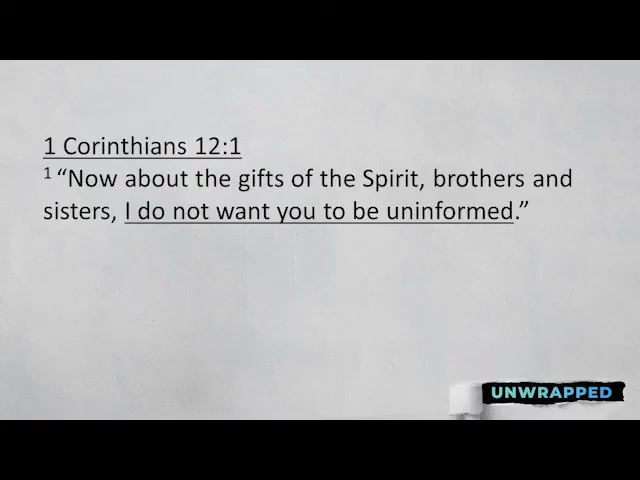 1 Corinthians 12:1
1 “Now about the gifts of the Spirit, brothers and
sisters, I do not want you to be uninformed.”
UNWRAPPED